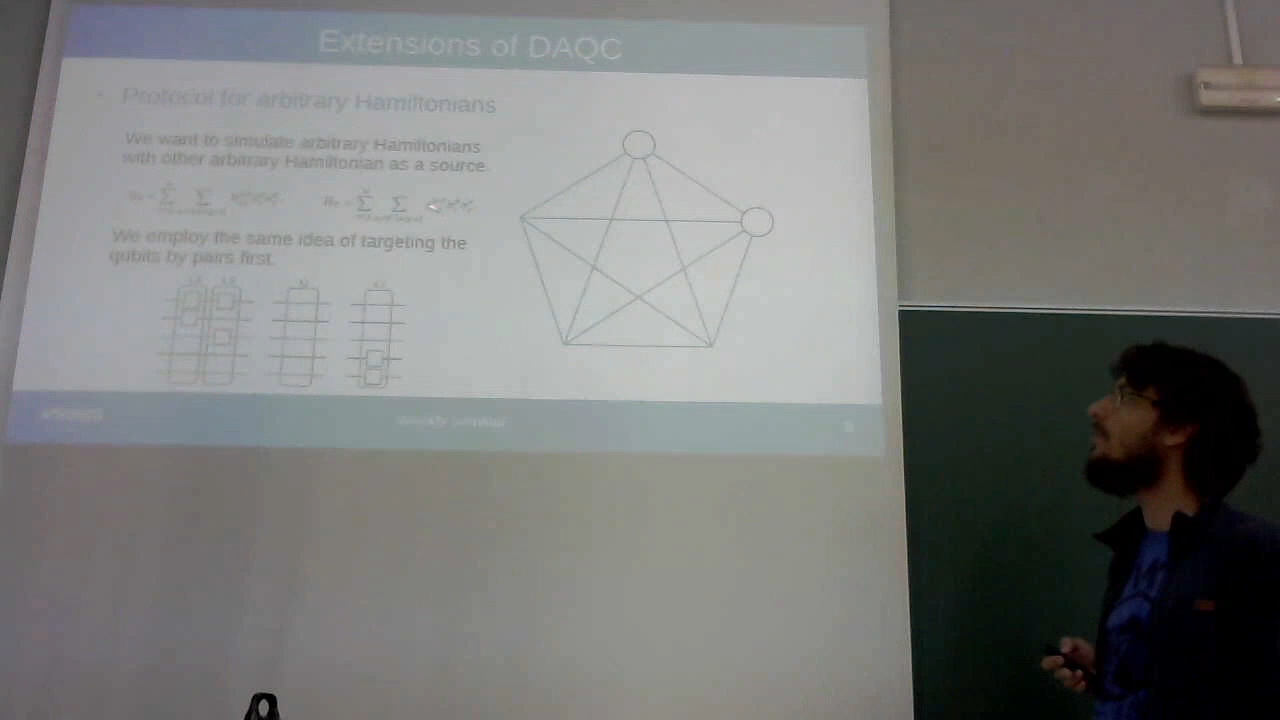 Extensions of DAQC
Protocol for arbitrary Hamiltonians
We want to simulate arbitrary Hamiltonians
with other arbitrary Hamiltonian as a source.
We employ the same idea of targeting the
qubits by pairs first.